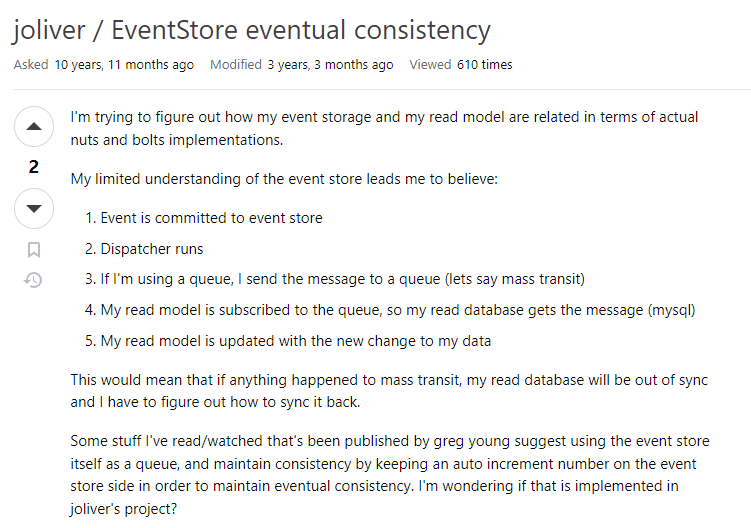 joliver / EventStore eventual consistency
Asked 10 years, 11 months ago Modified 3 years, 3 months ago Viewed 610 times
I'm trying to figure out how my event storage and my read model are related in terms of actual
nuts and bolts implementations.
2
My limited understanding of the event store leads me to believe:
1. Event is committed to event store
2. Dispatcher runs
3. If I'm using a queue, I send the message to a queue (lets say mass transit)
4. My read model is subscribed to the queue, so my read database gets the message (mysql)
5. My read model is updated with the new change to my data
This would mean that if anything happened to mass transit, my read database will be out of sync
and I have to figure out how to sync it back.
Some stuff I've read/watched that's been published by greg young suggest using the event store
itself as a queue, and maintain consistency by keeping an auto increment number on the event
store side in order to maintain eventual consistency. I'm wondering if that is implemented in
joliver's project?